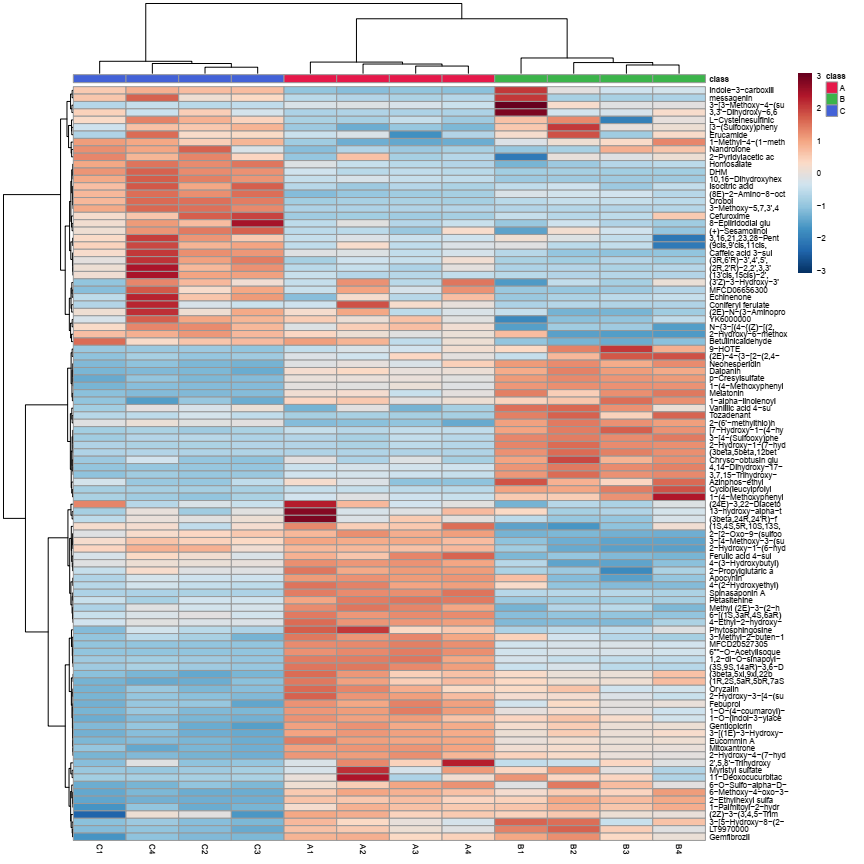 class
Indole−3−carboxili
messagenin
3−[3−Methoxy−4−(su
3,3'−Dihydroxy−6,6
L−Cysteinesulfinic
[3−(Sulfooxy)pheny
Erucamide
1−Methyl−4−(1−meth
Nandrolone
2−Pyridylacetic ac
Homosalate
DHM
10,16−Dihydroxyhex
Isocitric acid
(8E)−2−Amino−8−oct
Orobol
3−Methoxy−5,7,3',4
Cefuroxime
8−Epiiridodial glu
(+)−Sesamolinol
3,16,21,23,28−Pent
(9cis,9'cis,11cis,
Caffeic acid 3−sul
(3R,6'R)−3',4',5',
(2R,2'R)−2,2',3,3'
(13'cis,15cis)−2',
(3'Z)−3−Hydroxy−3'
MFCD06656300
Echinenone
Coniferyl ferulate
(2E)−N−(3−Aminopro
YK6000000
N−{3−[(4−{(Z)−[(2,
2−Hydroxy−6−methox
Betulinicaldehyde
9−HOTE
(2E)−4−{3−[2−(2,4−
Neohesperidin
Dalpanin
p−Cresylsulfate
1−(4−Methoxyphenyl
Melatonin
1−alpha−linolenoyl
Vanillic acid 4−su
Tozadenant
2−(6'−methylthio)h
[7−Hydroxy−1−(4−hy
3−[4−(Sulfooxy)phe
2−Hydroxy−1−(7−hyd
(3beta,5beta,12bet
Chryso−obtusin glu
4,14−Dihydroxy−17−
3,7,15−Trihydroxy−
Azinphos−ethyl
Cyclo(leucylprolyl
1−(4−Methoxyphenyl
(24E)−3,22−Diaceto
13−hydroxy−alpha−t
(3beta,24R,24'R)−f
(1S,4S,5R,10S,13S,
2−[2−Oxo−9−(sulfoo
3−[4−Methoxy−3−(su
2−Hydroxy−1−(6−hyd
Ferulic acid 4−sul
4−(3−Hydroxybutyl)
2−Propylglutaric a
Apocynin
4−(2−Hydroxyethyl)
Spinasaponin A
Petasitenine
Methyl (2E)−3−(2−h
6−[(1S,3aR,4S,6aR)
4−Ethyl−2−hydroxy−
Phytosphingosine
3−Methyl−2−buten−1
MFCD20527305
6""−O−Acetylisoque
1,2−di−O−sinapoyl−
(3S,9S,14aR)−3,6−D
(3beta,5xi,9xi,22b
(1R,2S,5aR,5bR,7aS
Oryzalin
2−Hydroxy−3−[4−(su
Febuprol
1−O−(4−coumaroyl)−
1−O−(Indol−3−ylace
Gentiopicrin
3−[(1E)−3−Hydroxy−
Eucommin A
Mitoxantrone
2−Hydroxy−4−(7−hyd
2',5,8'−Trihydroxy
Myristyl sulfate
11−Deoxocucurbitac
6−O−Sulfo−alpha−D−
6−Methoxy−4−oxo−3−
2−Ethylhexyl sulfa
1−Palmitoyl−2−hydr
(2Z)−3−(3,4,5−Trim
3−[5−Hydroxy−8−(2−
LT9970000
Gemfibrozil
C1 C4 C2 C3 A1 A2 A3 A4 B1 B2 B3 B4
3
2
1
0
−1
−2
−3
class
A
B
C